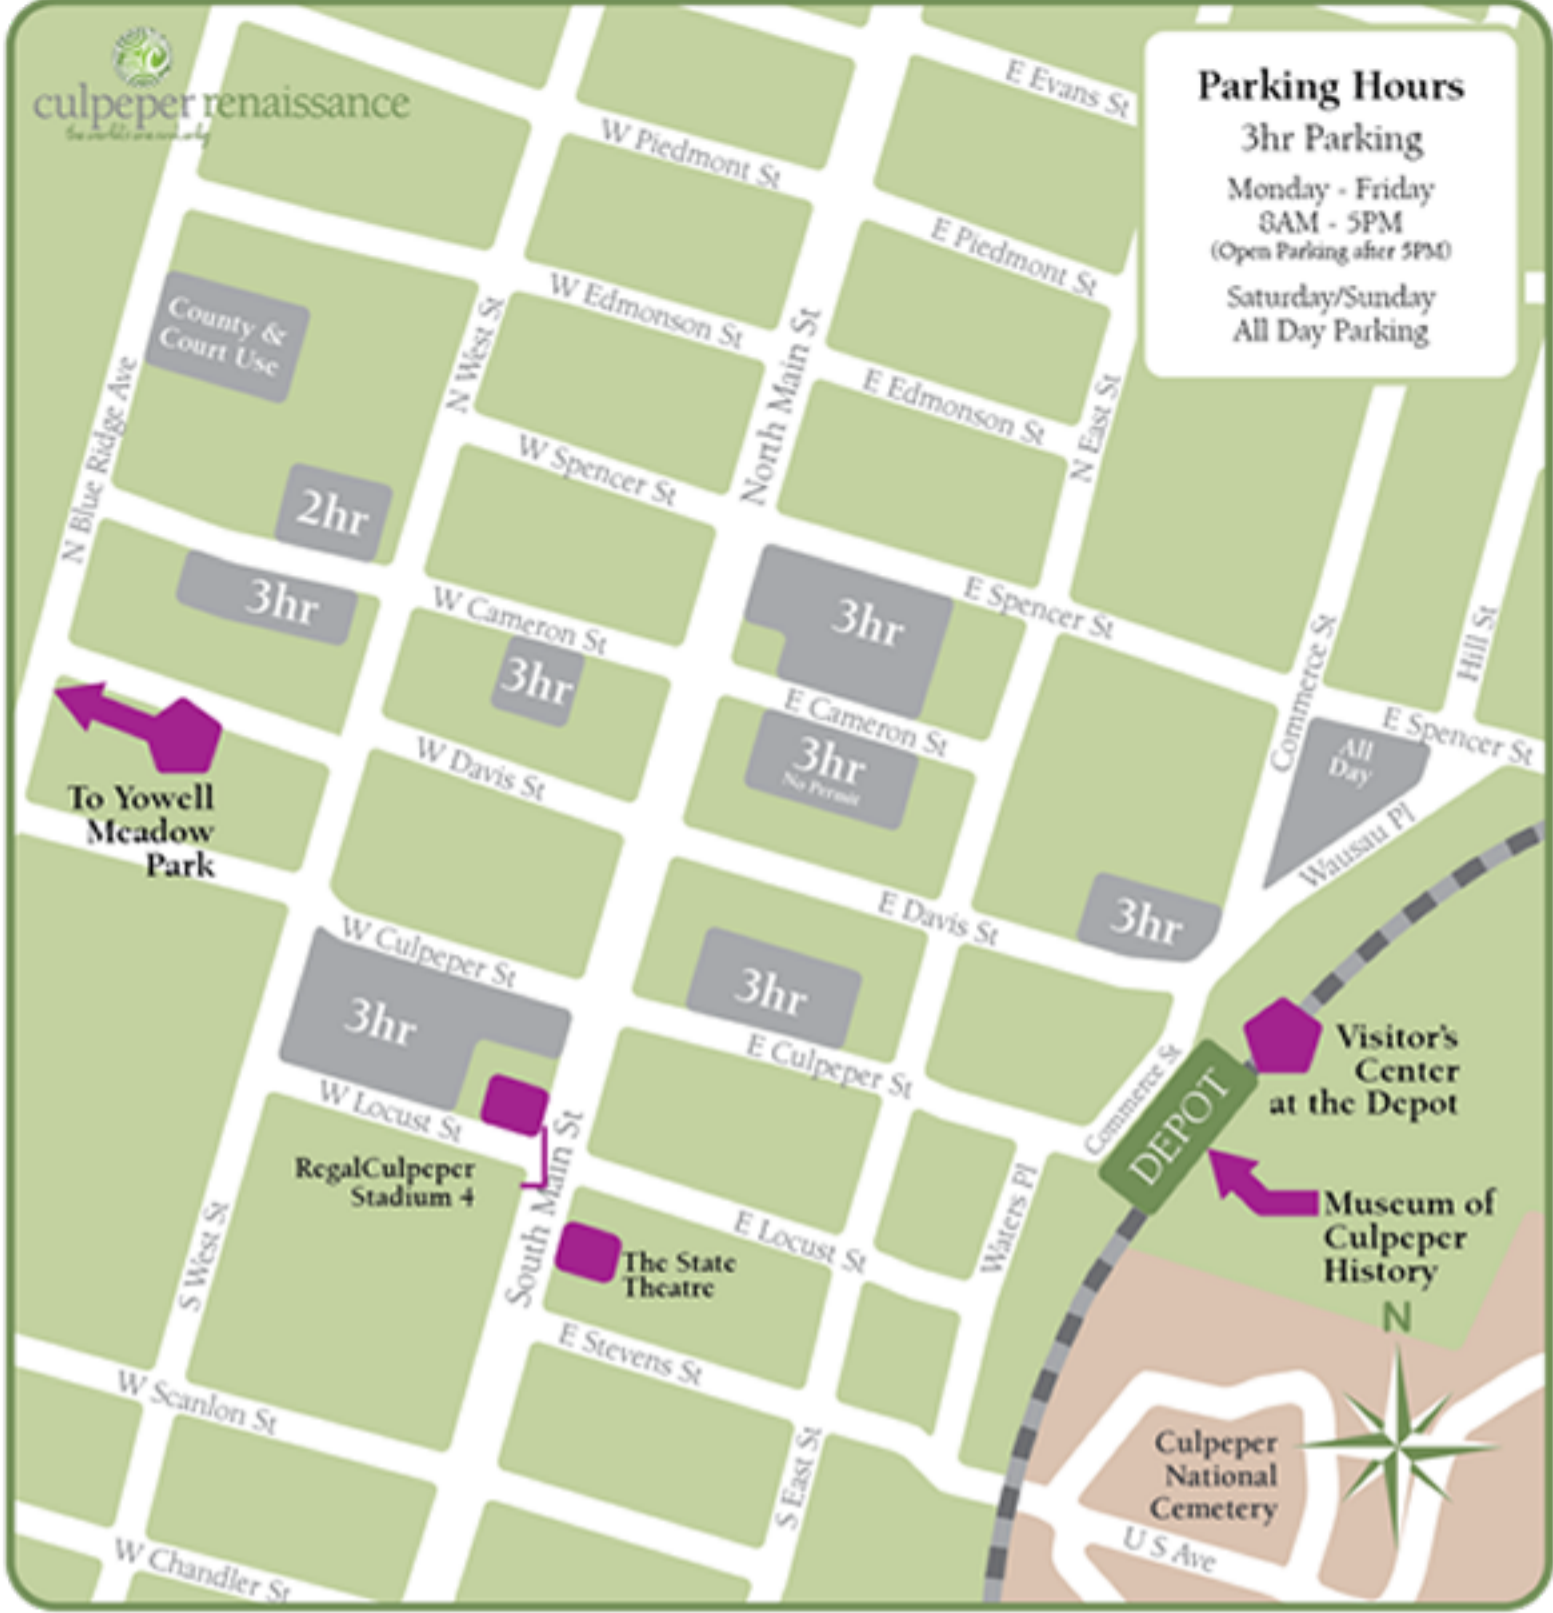 culpeper renaissance
E Evans St
Parking Hours
3hr Parking
Monday - Friday
8AM - 5PM
(Open Parking after 5PM)
Saturday/Sunday
All Day Parking
W Piedmont St
E Piedmont St
W Edmonson St
E Edmonson St
County &
Court Use
N West St
North Main St
N East St
N Blue Ridge Ave
W Spencer St
E Spencer St
2hr
3hr
W Cameron St
3hr
3hr
E Cameron St
3hr
No Permit
Commerce St
Hill St
E Spencer St
All
Day
Wausau Pl
To Yowell
Meadow
Park
W Davis St
E Davis St
3hr
W Culpeper St
3hr
3hr
E Culpeper St
Commerce St
DEPOT
Visitor's
Center
at the Depot
W Locust St
RegalCulpeper
Stadium 4
South Main St
E Locust St
Waters Pl
Museum of
Culpeper
History
S West St
The State
Theatre
E Stevens St
N
W Scanlon St
S East St
Culpeper
National
Cemetery
U S Ave
W Chandler St